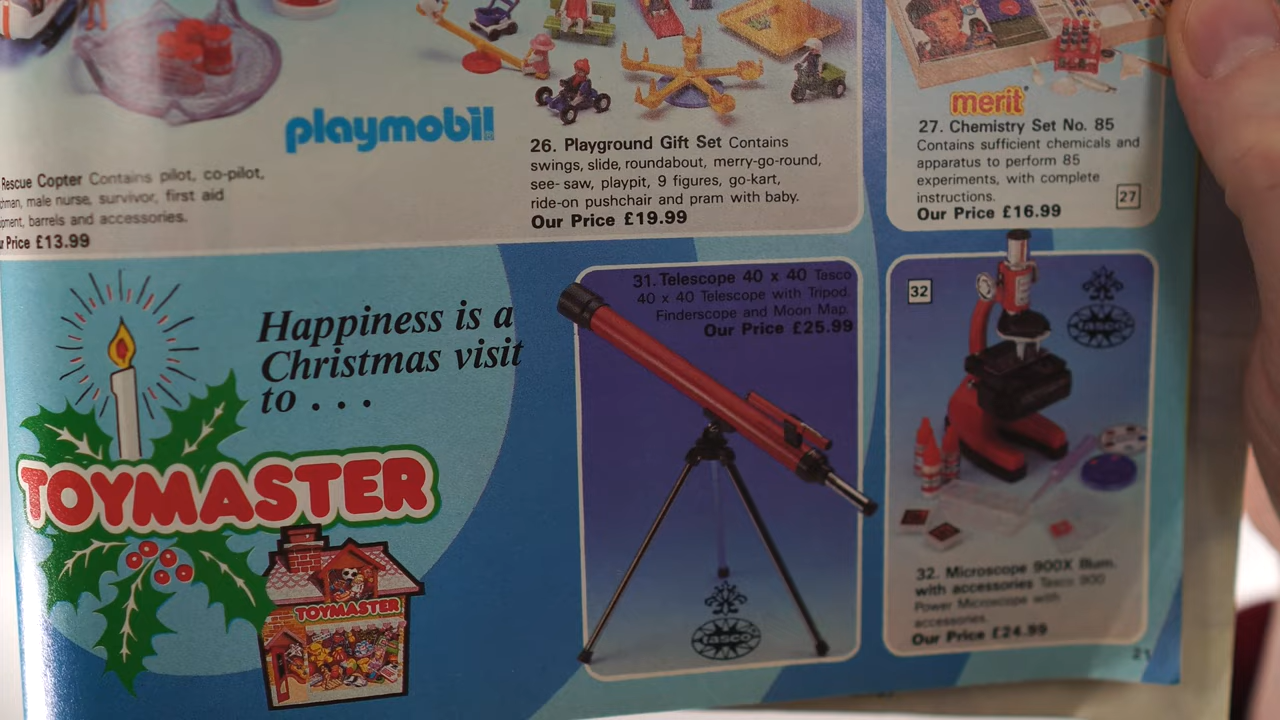 playmobil
Rescue Copter Contains pilot, co-pilot,
male nurse, survivor, first aid
barrels and accessories.
Price £13.99
26. Playground Gift Set Contains
swings, slide, roundabout, merry-go-round,
see-saw, playpit, 9 figures, go-kart,
ride-on pushchair and pram with baby.
Our Price £19.99
merit
27. Chemistry Set No. 85
Contains sufficient chemicals and
apparatus to perform 85
experiments, with complete
instructions.
27
Our Price £16.99
Happiness is a
Christmas visit
to . . .
TOYMASTER
TOYMASTER
31. Telescope 40 x 40 Tasco
40 x 40 Telescope with Tripod.
Finderscope and Moon Map.
Our Price £25.99
tasco
32
tasco
32. Microscope 900X Illum.
with accessories Tasco 900
Power Microscope with
accessories.
Our Price £24.99
21